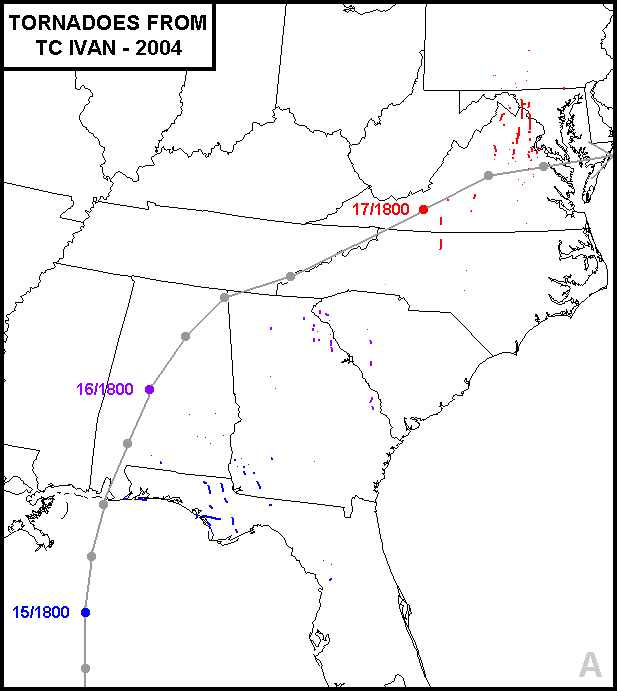 TORNADOES FROM
TC IVAN - 2004
17/1800
16/1800
15/1800
A